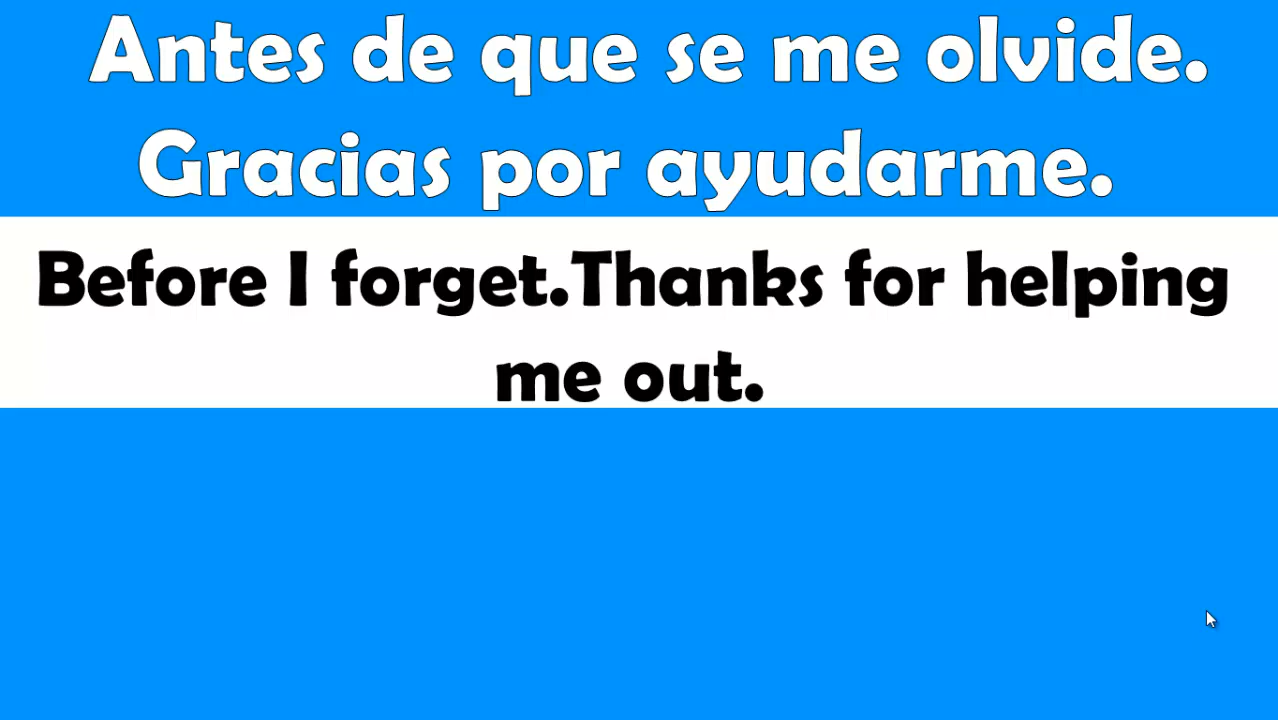 Antes de que se me olvide.
Gracias por ayudarme.
Before I forget.Thanks for helping
me out.